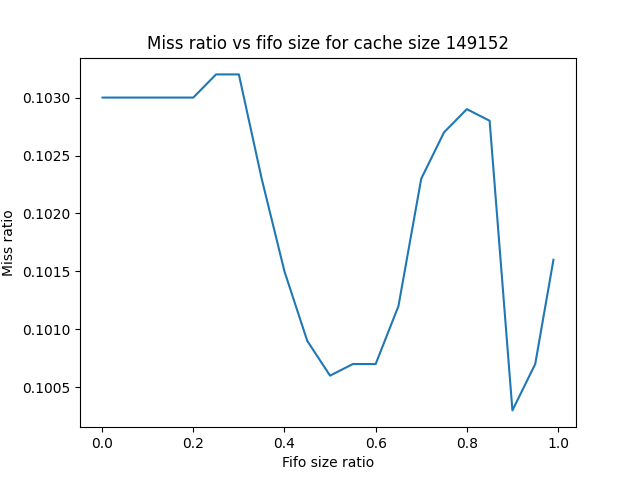 Miss ratio vs fifo size for cache size 149152
0.1030
0.1025
0.1020
0.1015
0.1010
0.1005
Miss ratio
0.0 0.2 0.4 0.6 0.8 1.0
Fifo size ratio